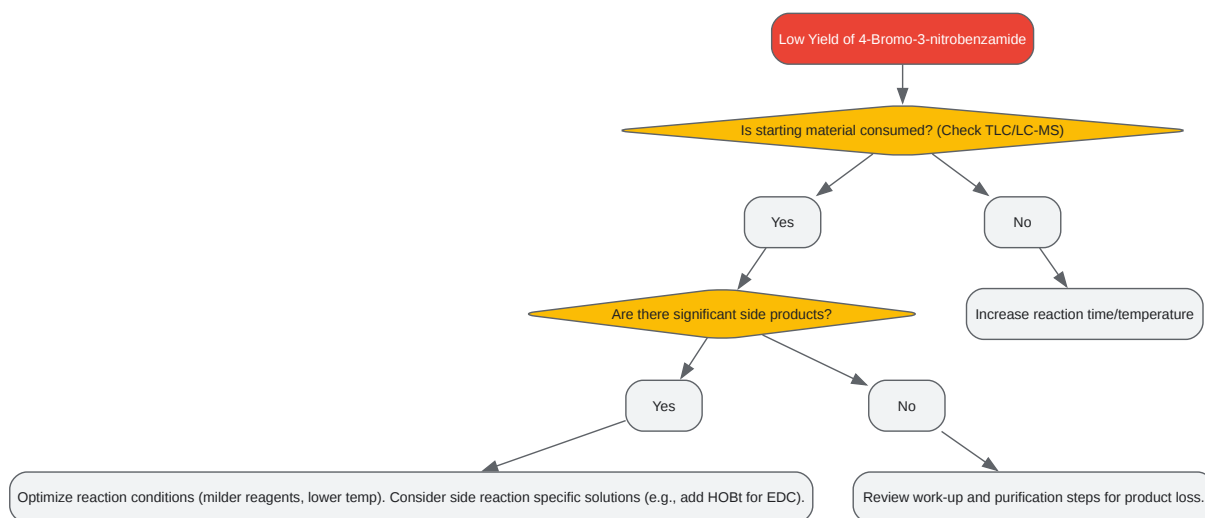 Low Yield of 4-Bromo-3-nitrobenzamide
Is starting material consumed? (Check TLC/LC-MS)
Yes
No
Are there significant side products?
Increase reaction time/temperature
Yes
No
Optimize reaction conditions (milder reagents, lower temp). Consider side reaction specific solutions (e.g., add HOBt for EDC).
Review work-up and purification steps for product loss.